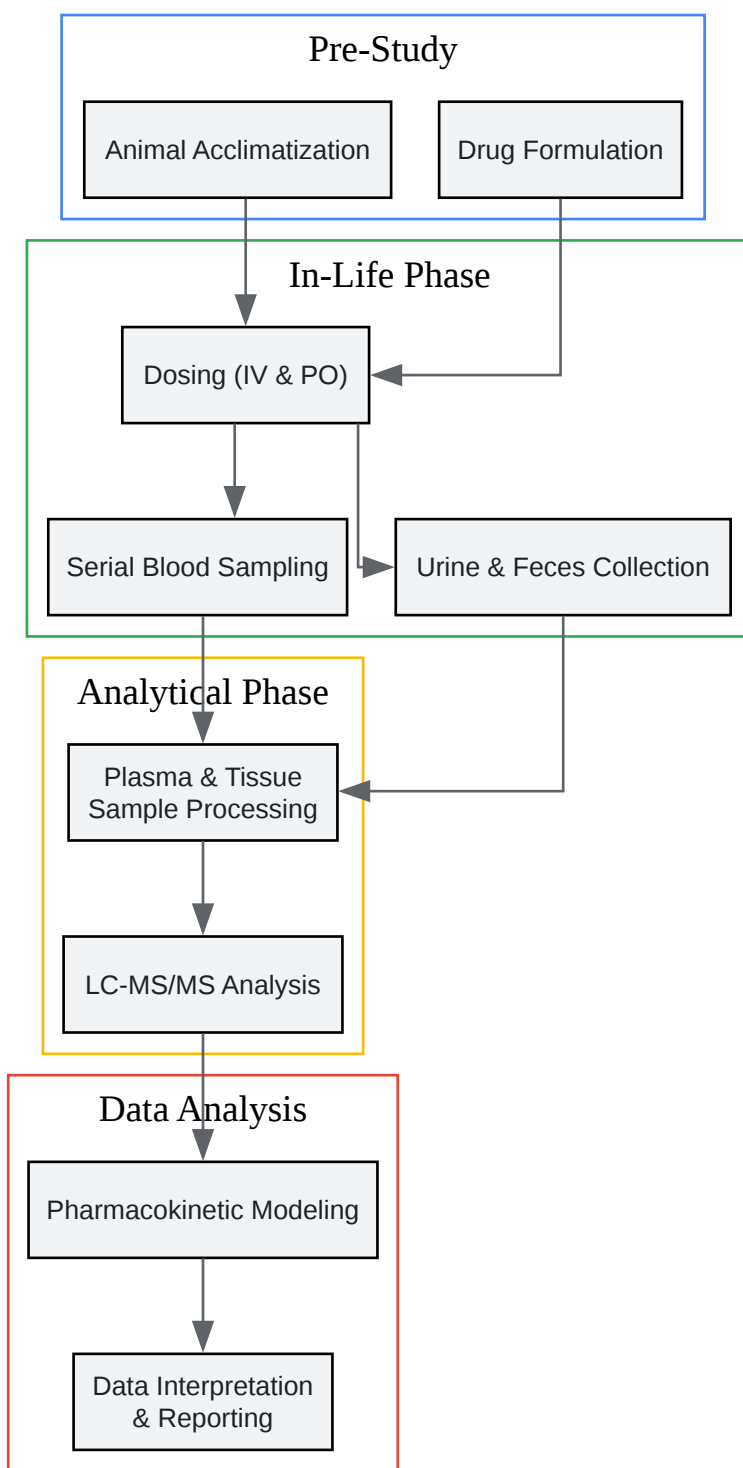 Pre-Study
Animal Acclimatization
Drug Formulation
In-Life Phase
Dosing (IV & PO)
Serial Blood Sampling
Urine & Feces Collection
Analytical Phase
Plasma & Tissue
Sample Processing
LC-MS/MS Analysis
Data Analysis
Pharmacokinetic Modeling
Data Interpretation
& Reporting